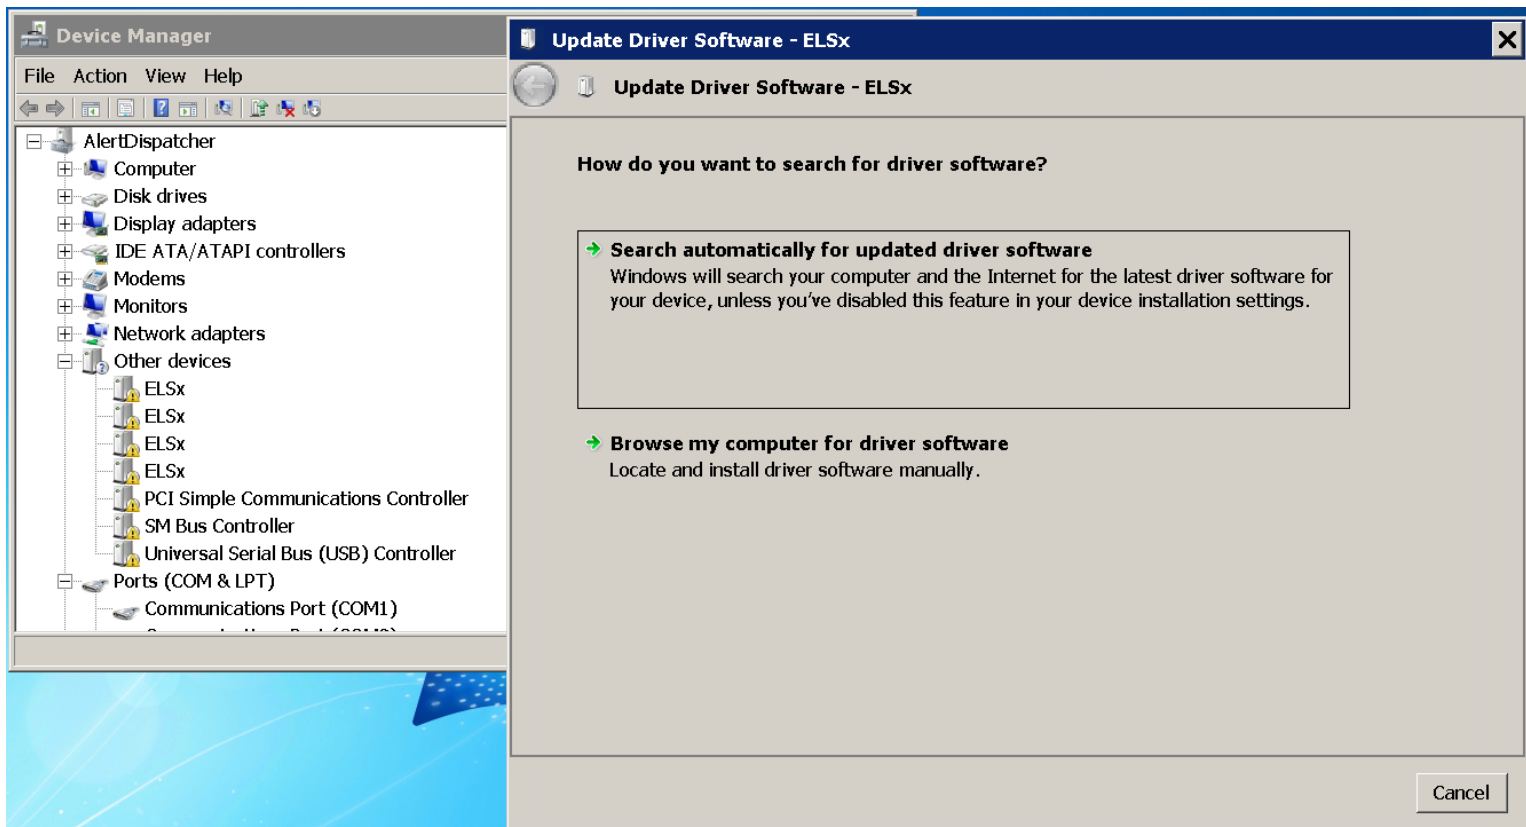 Device Manager
File Action View Help
AlertDispatcher
Computer
Disk drives
Display adapters
IDE ATA/ATAPI controllers
Modems
Monitors
Network adapters
Other devices
ELSx
ELSx
ELSx
ELSx
PCI Simple Communications Controller
SM Bus Controller
Universal Serial Bus (USB) Controller
Ports (COM & LPT)
Communications Port (COM1)
Update Driver Software - ELSx
Update Driver Software - ELSx
How do you want to search for driver software?
Search automatically for updated driver software
Windows will search your computer and the Internet for the latest driver software for
your device, unless you've disabled this feature in your device installation settings.
Browse my computer for driver software
Locate and install driver software manually.
Cancel